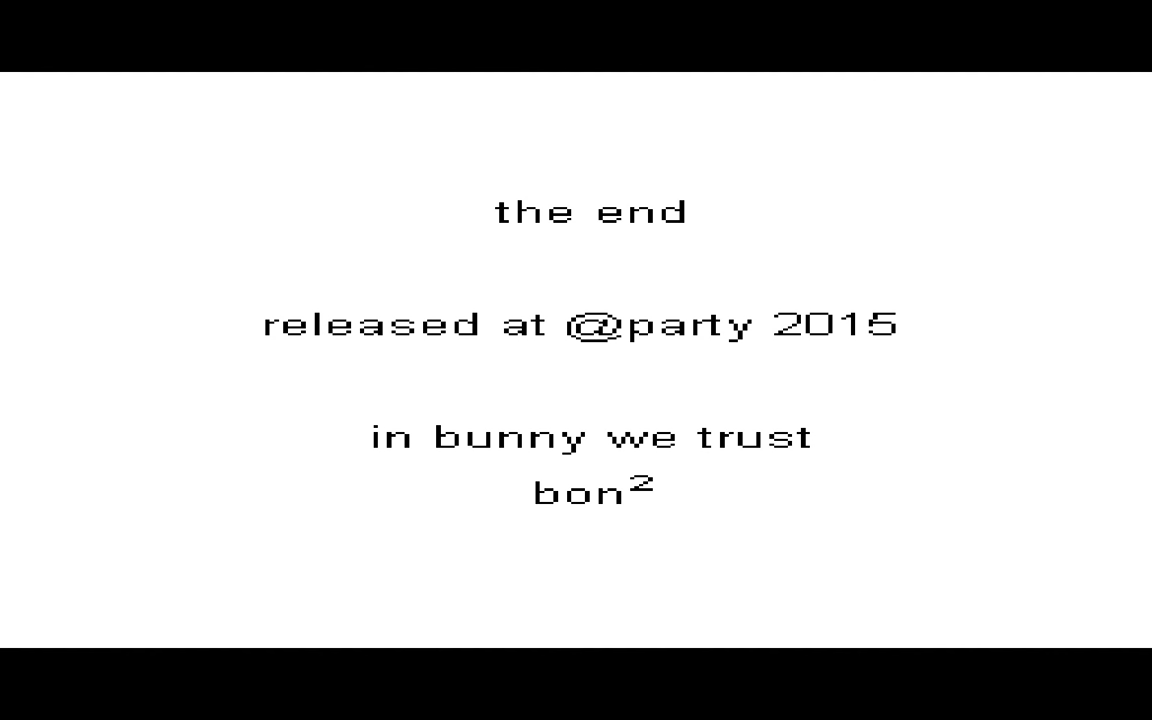 the end
released at @party 2015
in bunny we trust
bon²